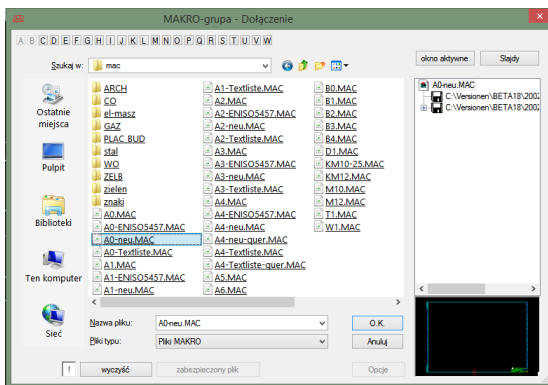 MAKRO-grupa - Dołączenie
A B C D E F G H I J K L M N O P Q R S T U V W
Szukaj w:
mac
okno aktywne
Slajdy
Ostatnie miejsca
Pulpit
Biblioteki
Ten komputer
Sieć
ARCH
CO
el-masz
GAZ
PLAC_BUD
stal
WO
ZELB
zielen
znaki
A0.MAC
A0-ENISO5457.MAC
A0-neu.MAC
A0-Textliste.MAC
A1.MAC
A1-ENISO5457.MAC
A1-neu.MAC
A1-Textliste.MAC
A2.MAC
A2-ENISO5457.MAC
A2-neu.MAC
A2-Textliste.MAC
A3.MAC
A3-ENISO5457.MAC
A3-neu.MAC
A3-Textliste.MAC
A4.MAC
A4-ENISO5457.MAC
A4-neu.MAC
A4-neu-quer.MAC
A4-Textliste.MAC
A4-Textliste-quer.MAC
A5.MAC
A6.MAC
B0.MAC
B1.MAC
B2.MAC
B3.MAC
B4.MAC
D1.MAC
KM10-25.MAC
KM12.MAC
M10.MAC
M12.MAC
T1.MAC
W1.MAC
A0-neu.MAC
C:\Versionen\BETA18\2002
C:\Versionen\BETA18\2002
Nazwa pliku:
A0-neu.MAC
O.K.
Pliki typu:
Pliki MAKRO
Anuluj
!
wyczyść
zabezpieczony plik
Opcje